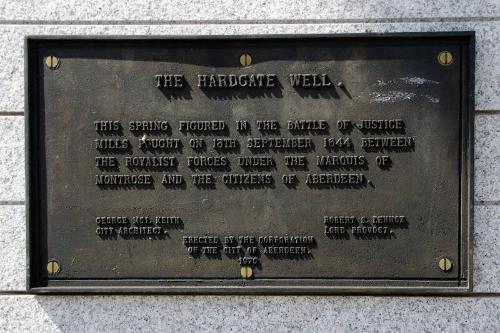 THE HARDGATE WELL.
THIS SPRING FIGURED IN THE BATTLE OF JUSTICE
MILLS FOUGHT ON 13TH SEPTEMBER 1644 BETWEEN
THE ROYALIST FORCES UNDER THE MARQUIS OF
MONTROSE AND THE CITIZENS OF ABERDEEN.
GEORGE MCI. KEITH
CITY ARCHITECT.
ROBERT S. LENNOX
LORD PROVOST.
ERECTED BY THE CORPORATION
OF THE CITY OF ABERDEEN.
1970